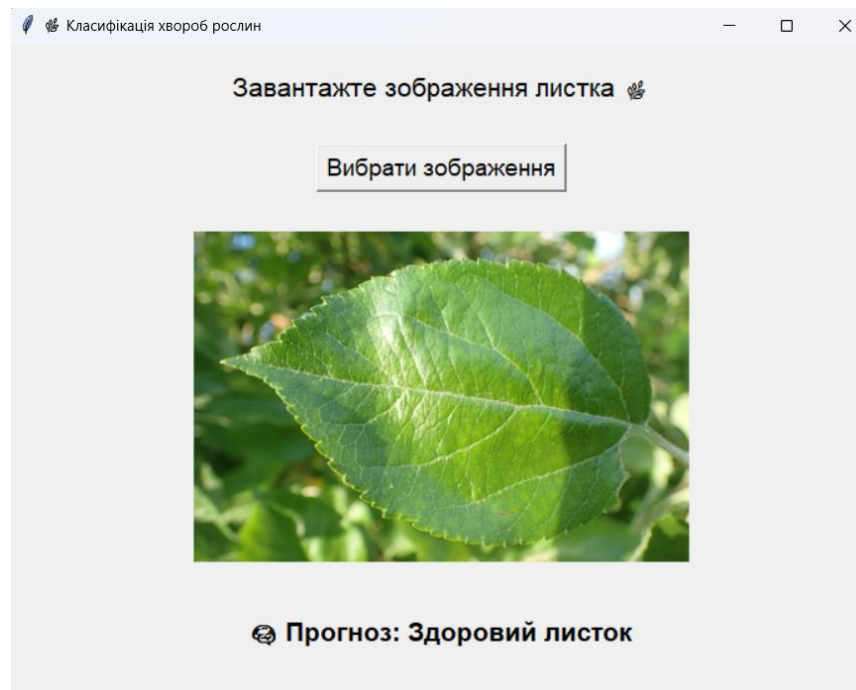 🌿 Класифікація хвороб рослин
Завантажте зображення листка 🌿
Вибрати зображення
🧠 Прогноз: Здоровий листок